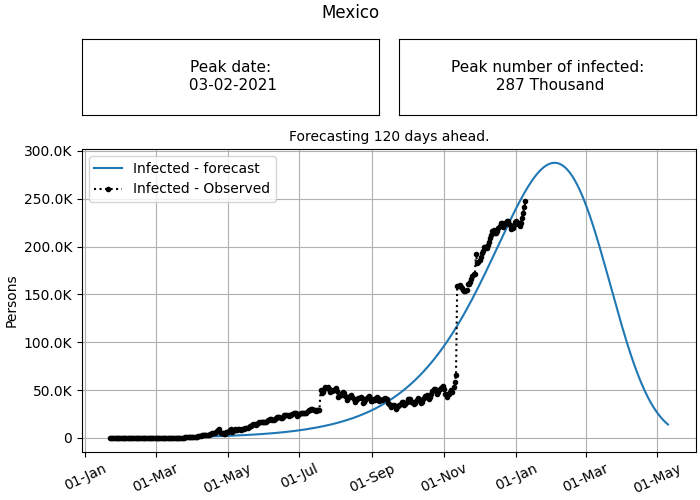 Mexico
Peak date:
03-02-2021
Peak number of infected:
287 Thousand
Forecasting 120 days ahead.
Infected - forecast
Infected - Observed
300.0K
250.0K
200.0K
150.0K
100.0K
50.0K
0
Persons
01-Jan
01-Mar
01-May
01-Jul
01-Sep
01-Nov
01-Jan
01-Mar
01-May